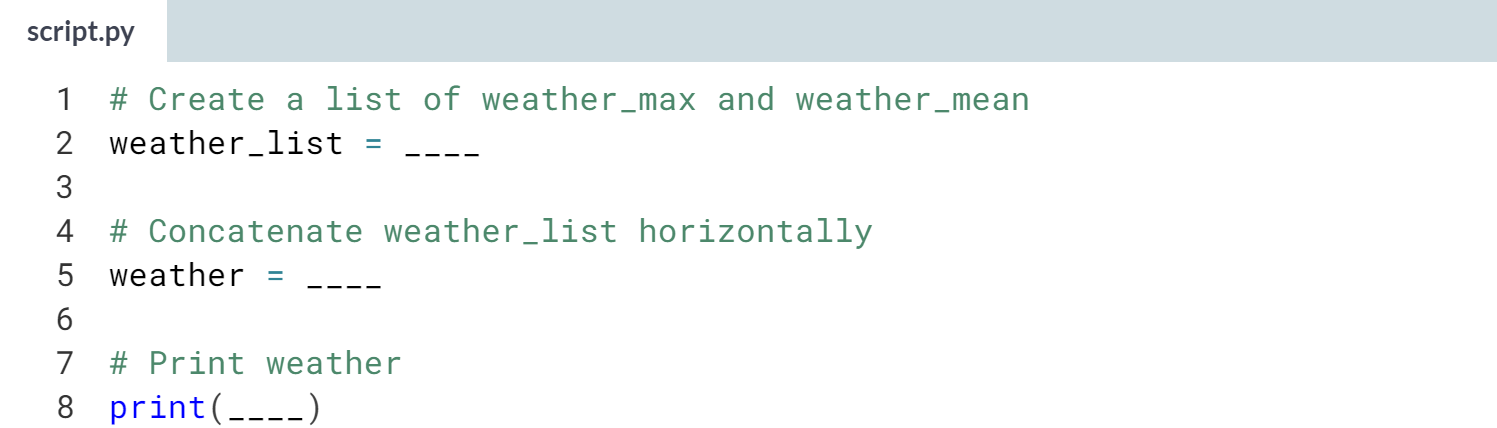 script.py
1 # Create a list of weather_max and weather_mean
2 weather_list = ____
3
4 # Concatenate weather_list horizontally
5 weather = ____
6
7 # Print weather
8 print(____)